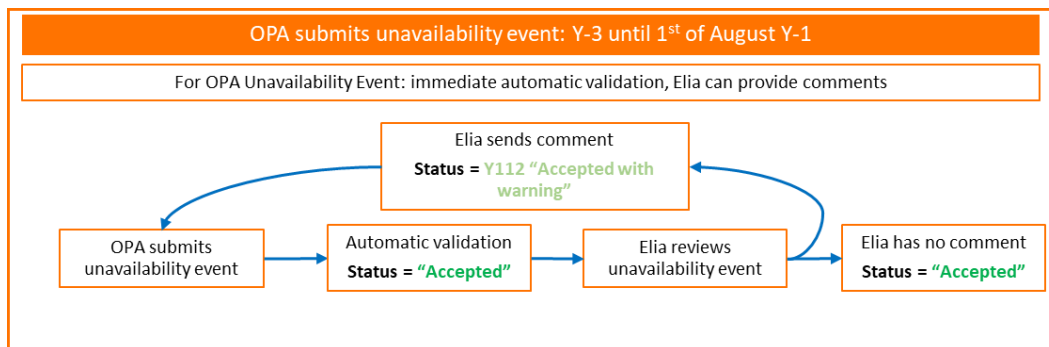 OPA submits unavailability event: Y-3 until 1st of August Y-1
For OPA Unavailability Event: immediate automatic validation, Elia can provide comments
Elia sends comment
Status = Y112 “Accepted with
warning”
OPA submits
unavailability event
Automatic validation
Status = “Accepted”
Elia reviews
unavailability event
Elia has no comment
Status = “Accepted”